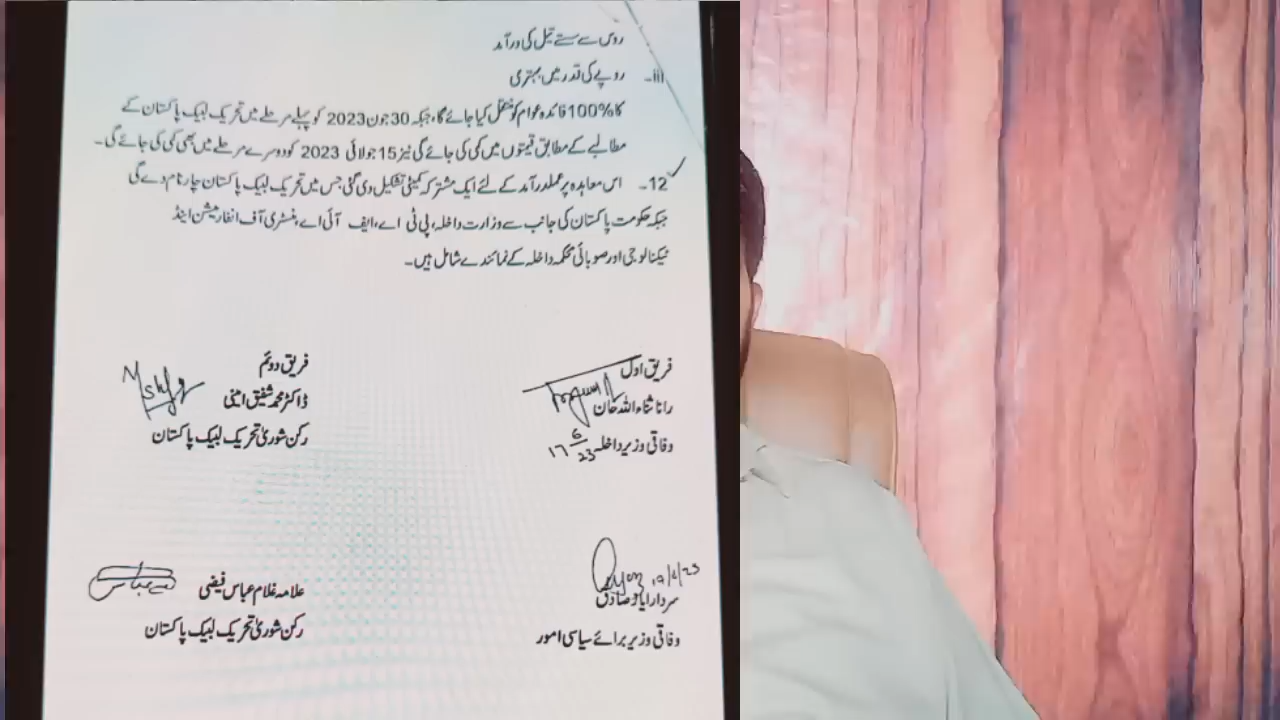 روس سے سستے تیل کی درآمد
iii۔ روپے کی قدر میں بہتری
کا 100% فائدہ عوام کو منتقل کیا جائے گا، جبکہ 30 جون 2023 کو پہلے مرحلے میں تحریک لبیک پاکستان کے
مطالبے کے مطابق قیمتوں میں کمی کی جائے گی نیز 15 جولائی 2023 کو دوسرے مرحلے میں بھی کمی کی جائے گی۔
12۔ اس معاہدہ پر عملدرآمد کے لئے ایک مشترکہ کمیٹی تشکیل دی گئی جس میں تحریک لبیک پاکستان چار نام دے گی
جبکہ حکومت پاکستان کی جانب سے وزارت داخلہ، پی ٹی اے، ایف آئی اے، منسٹری آف انفارمیشن اینڈ
ٹیکنالوجی اور صوبائی محکمہ داخلہ کے نمائندے شامل ہیں۔
فریق اول
رانا ثناء اللہ خان
وفاقی وزیر داخلہ
17/6/23
فریق دوئم
ڈاکٹر محمد شفیق امینی
رکن شوریٰ تحریک لبیک پاکستان
سردار ایاز صادق
وفاقی وزیر برائے سیاسی امور
علامہ غلام عباس فیضی
رکن شوریٰ تحریک لبیک پاکستان